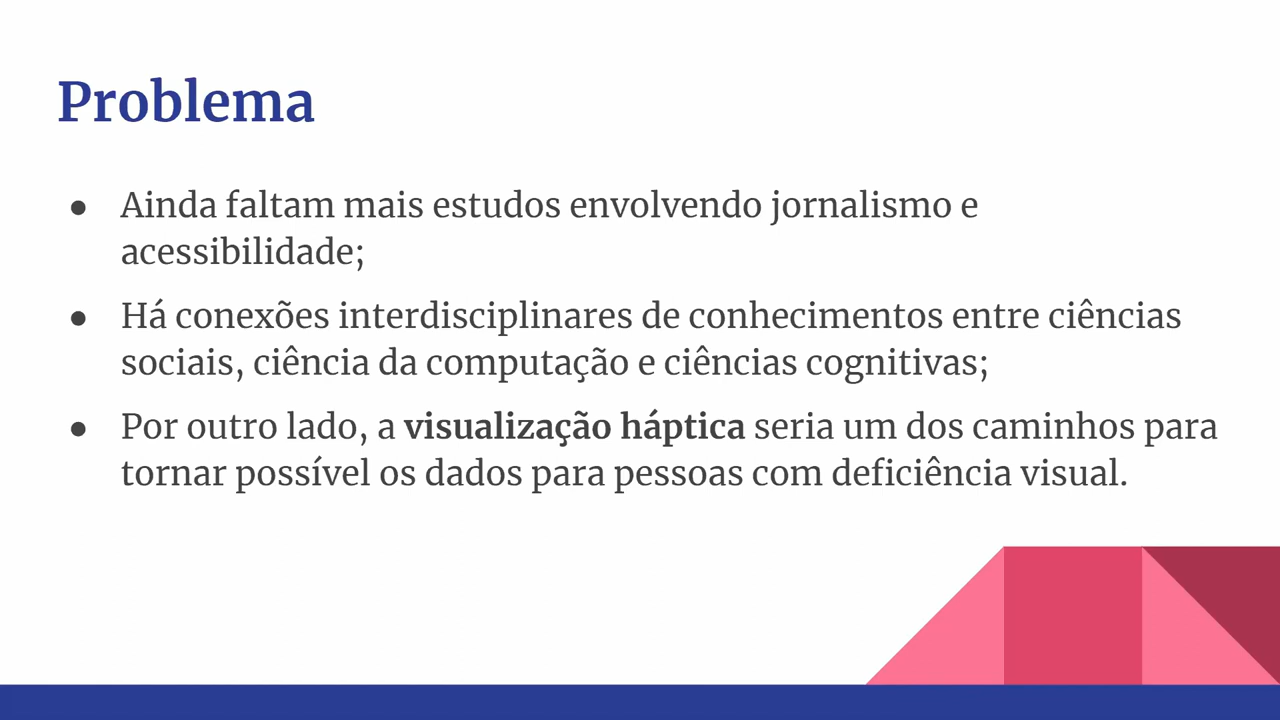 Problema
● Ainda faltam mais estudos envolvendo jornalismo e
acessibilidade;
● Há conexões interdisciplinares de conhecimentos entre ciências
sociais, ciência da computação e ciências cognitivas;
● Por outro lado, a visualização háptica seria um dos caminhos para
tornar possível os dados para pessoas com deficiência visual.